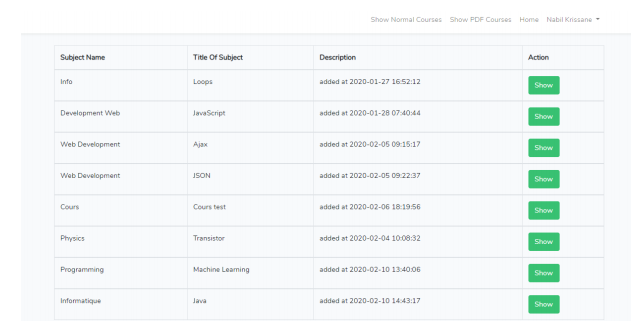 Show Normal Courses Show PDF Courses Home Nabil Krissane
Subject Name Title Of Subject Description Action
Info Loops added at 2020-01-27 16:52:12 Show
Development Web JavaScript added at 2020-01-28 07:40:44 Show
Web Development Ajax added at 2020-02-05 09:15:17 Show
Web Development JSON added at 2020-02-05 09:22:37 Show
Cours Cours test added at 2020-02-06 18:19:56 Show
Physics Transistor added at 2020-02-04 10:08:32 Show
Programming Machine Learning added at 2020-02-10 13:40:06 Show
Informatique Java added at 2020-02-10 14:43:17 Show